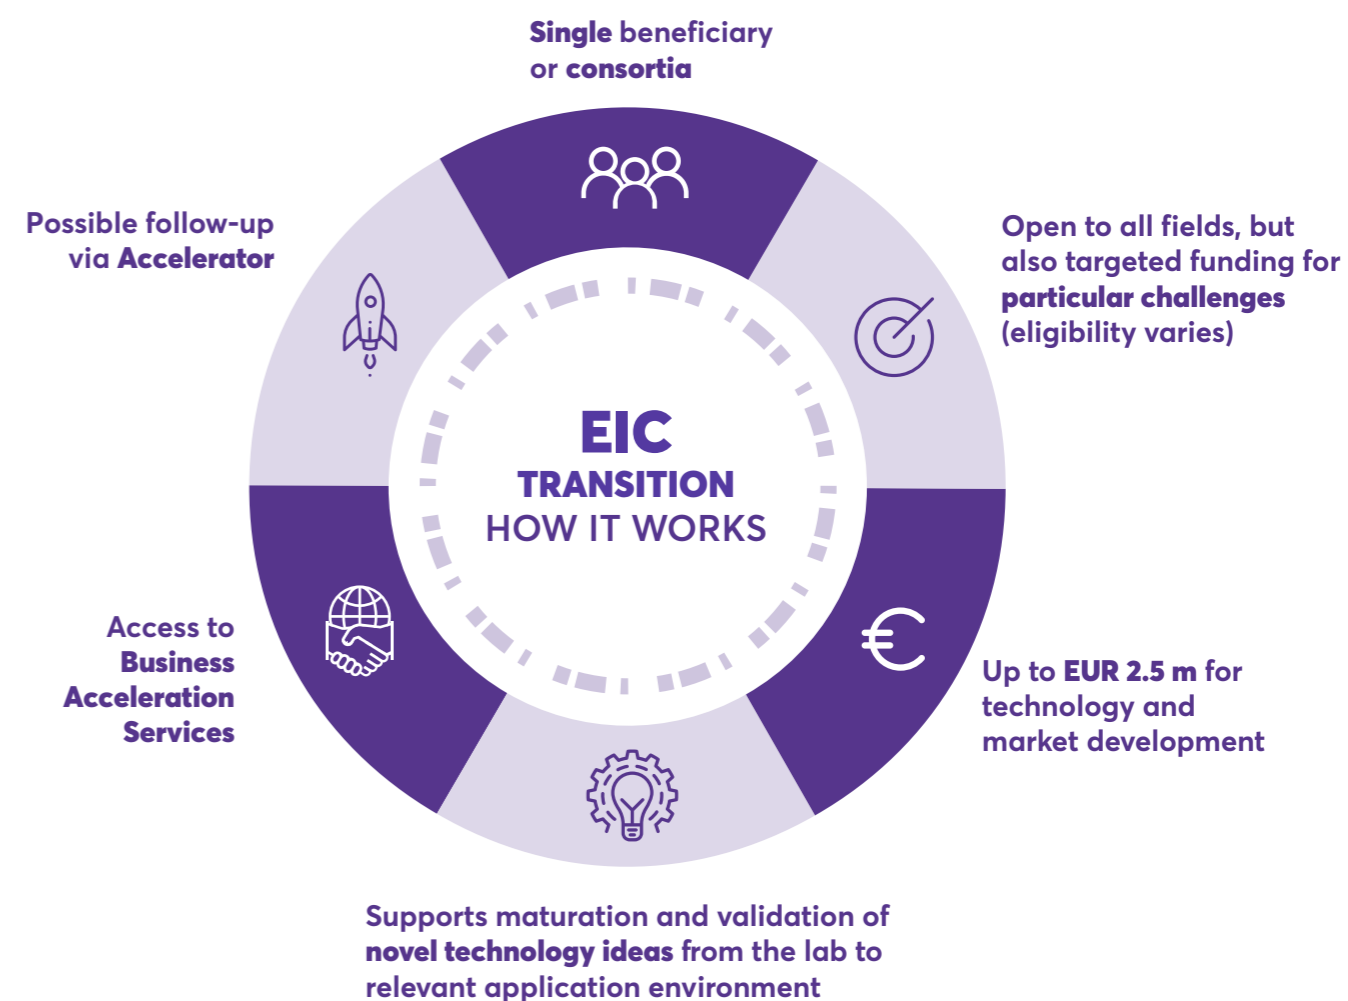 Single beneficiary
or consortia
Possible follow-up
via Accelerator
Open to all fields, but
also targeted funding for
particular challenges
(eligibility varies)
EIC
TRANSITION
HOW IT WORKS
Access to
Business
Acceleration
Services
€
Up to EUR 2.5 m for
technology and
market development
Supports maturation and validation of
novel technology ideas from the lab to
relevant application environment